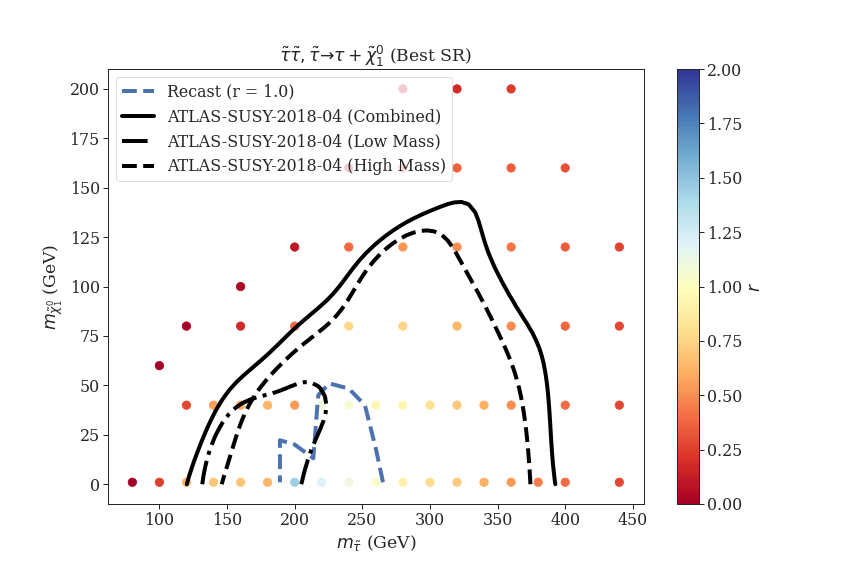 τ̃τ̃, τ̃→τ + χ̃₁⁰ (Best SR)
Recast (r = 1.0)
ATLAS-SUSY-2018-04 (Combined)
ATLAS-SUSY-2018-04 (Low Mass)
ATLAS-SUSY-2018-04 (High Mass)
200
175
150
125
100
75
50
25
0
m_χ̃₁⁰ (GeV)
100 150 200 250 300 350 400 450
m_τ̃ (GeV)
2.00
1.75
1.50
1.25
1.00
0.75
0.50
0.25
0.00
r